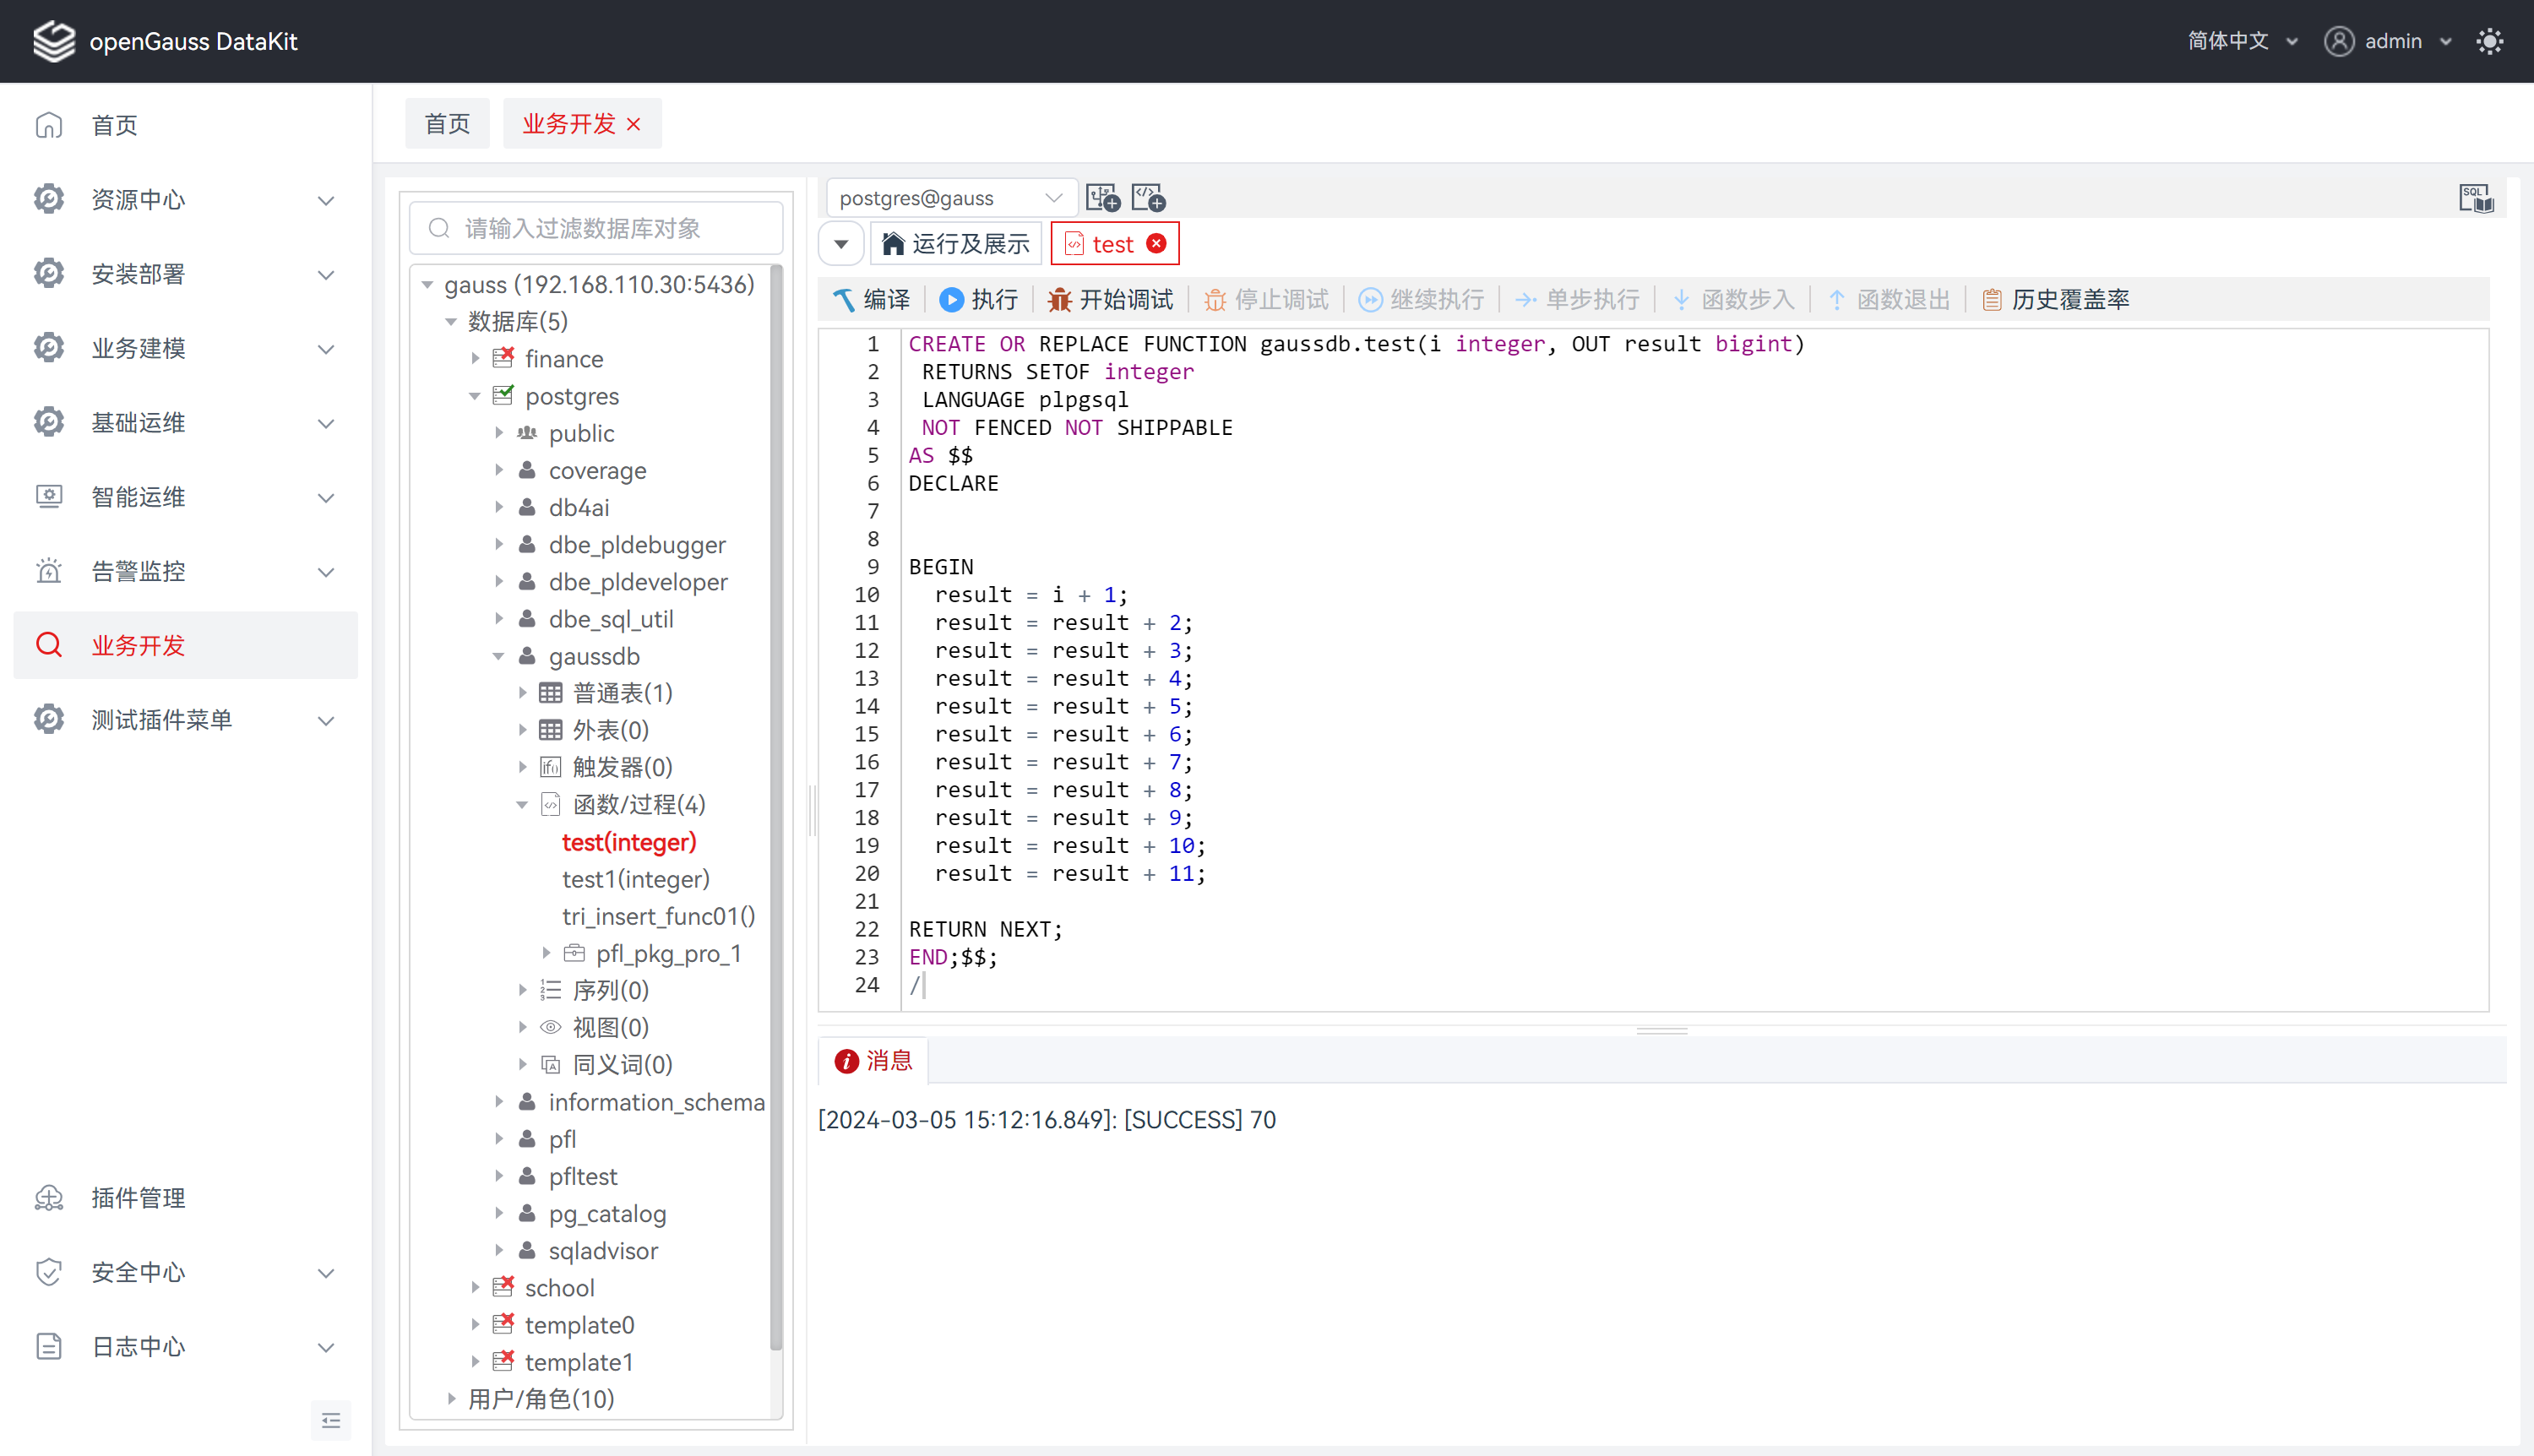 openGauss DataKit
简体中文
admin
首页
资源中心
安装部署
业务建模
基础运维
智能运维
告警监控
业务开发
测试插件菜单
插件管理
安全中心
日志中心
首页
业务开发
请输入过滤数据库对象
gauss (192.168.110.30:5436)
数据库(5)
finance
postgres
public
coverage
db4ai
dbe_pldebugger
dbe_pldeveloper
dbe_sql_util
gaussdb
普通表(1)
外表(0)
触发器(0)
函数/过程(4)
test(integer)
test1(integer)
tri_insert_func01()
pfl_pkg_pro_1
序列(0)
视图(0)
同义词(0)
information_schema
pfl
pfltest
pg_catalog
sqladvisor
school
template0
template1
用户/角色(10)
postgres@gauss
SQL
运行及展示
test
编译
执行
开始调试
停止调试
继续执行
单步执行
函数步入
函数退出
历史覆盖率
1 CREATE OR REPLACE FUNCTION gaussdb.test(i integer, OUT result bigint)
2 RETURNS SETOF integer
3 LANGUAGE plpgsql
4 NOT FENCED NOT SHIPPABLE
5 AS $$
6 DECLARE
7
8
9 BEGIN
10 result = i + 1;
11 result = result + 2;
12 result = result + 3;
13 result = result + 4;
14 result = result + 5;
15 result = result + 6;
16 result = result + 7;
17 result = result + 8;
18 result = result + 9;
19 result = result + 10;
20 result = result + 11;
21
22 RETURN NEXT;
23 END;$$;
24 /
消息
[2024-03-05 15:12:16.849]: [SUCCESS] 70